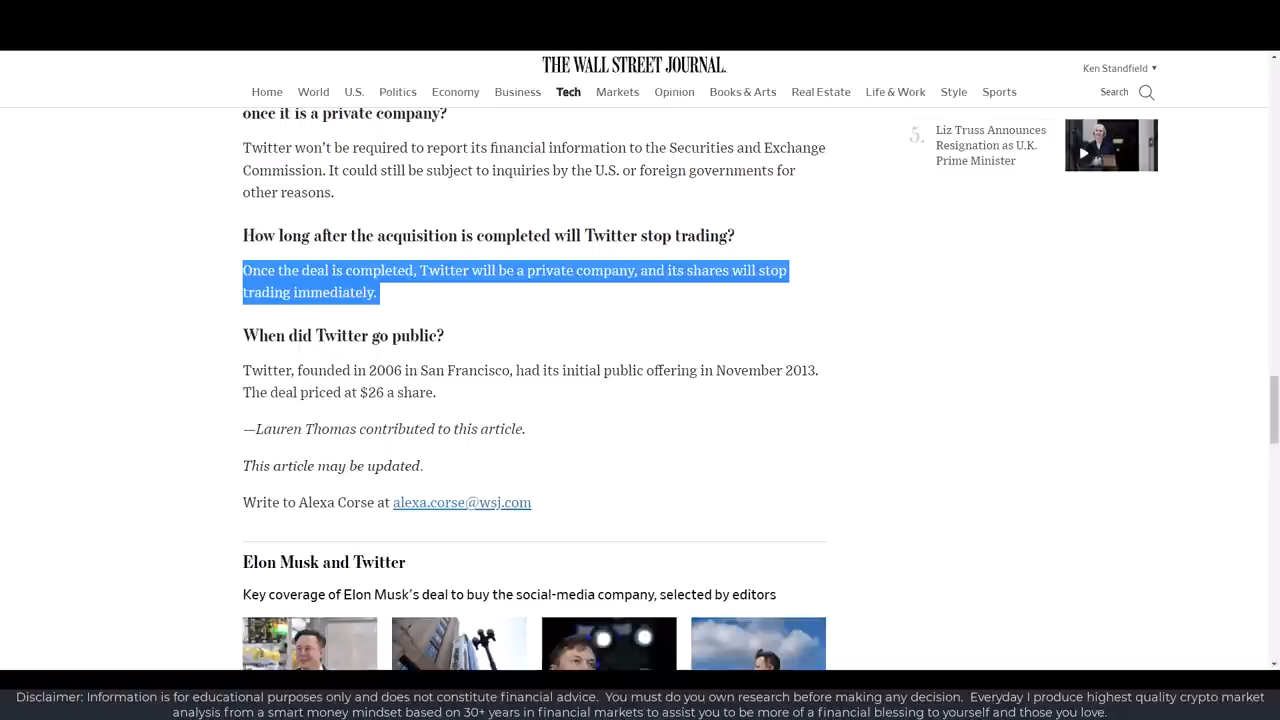 THE WALL STREET JOURNAL.
Ken Standfield ▼
Home World U.S. Politics Economy Business Tech Markets Opinion Books & Arts Real Estate Life & Work Style Sports
Search
once it is a private company?
Twitter won’t be required to report its financial information to the Securities and Exchange
Commission. It could still be subject to inquiries by the U.S. or foreign governments for
other reasons.
How long after the acquisition is completed will Twitter stop trading?
Once the deal is completed, Twitter will be a private company, and its shares will stop
trading immediately.
When did Twitter go public?
Twitter, founded in 2006 in San Francisco, had its initial public offering in November 2013.
The deal priced at $26 a share.
—Lauren Thomas contributed to this article.
This article may be updated.
Write to Alexa Corse at alexa.corse@wsj.com
Elon Musk and Twitter
Key coverage of Elon Musk’s deal to buy the social-media company, selected by editors
5.
Liz Truss Announces
Resignation as U.K.
Prime Minister
Disclaimer: Information is for educational purposes only and does not constitute financial advice. You must do you own research before making any decision. Everyday I produce highest quality crypto market
analysis from a smart money mindset based on 30+ years in financial markets to assist you to be more of a financial blessing to yourself and those you love.